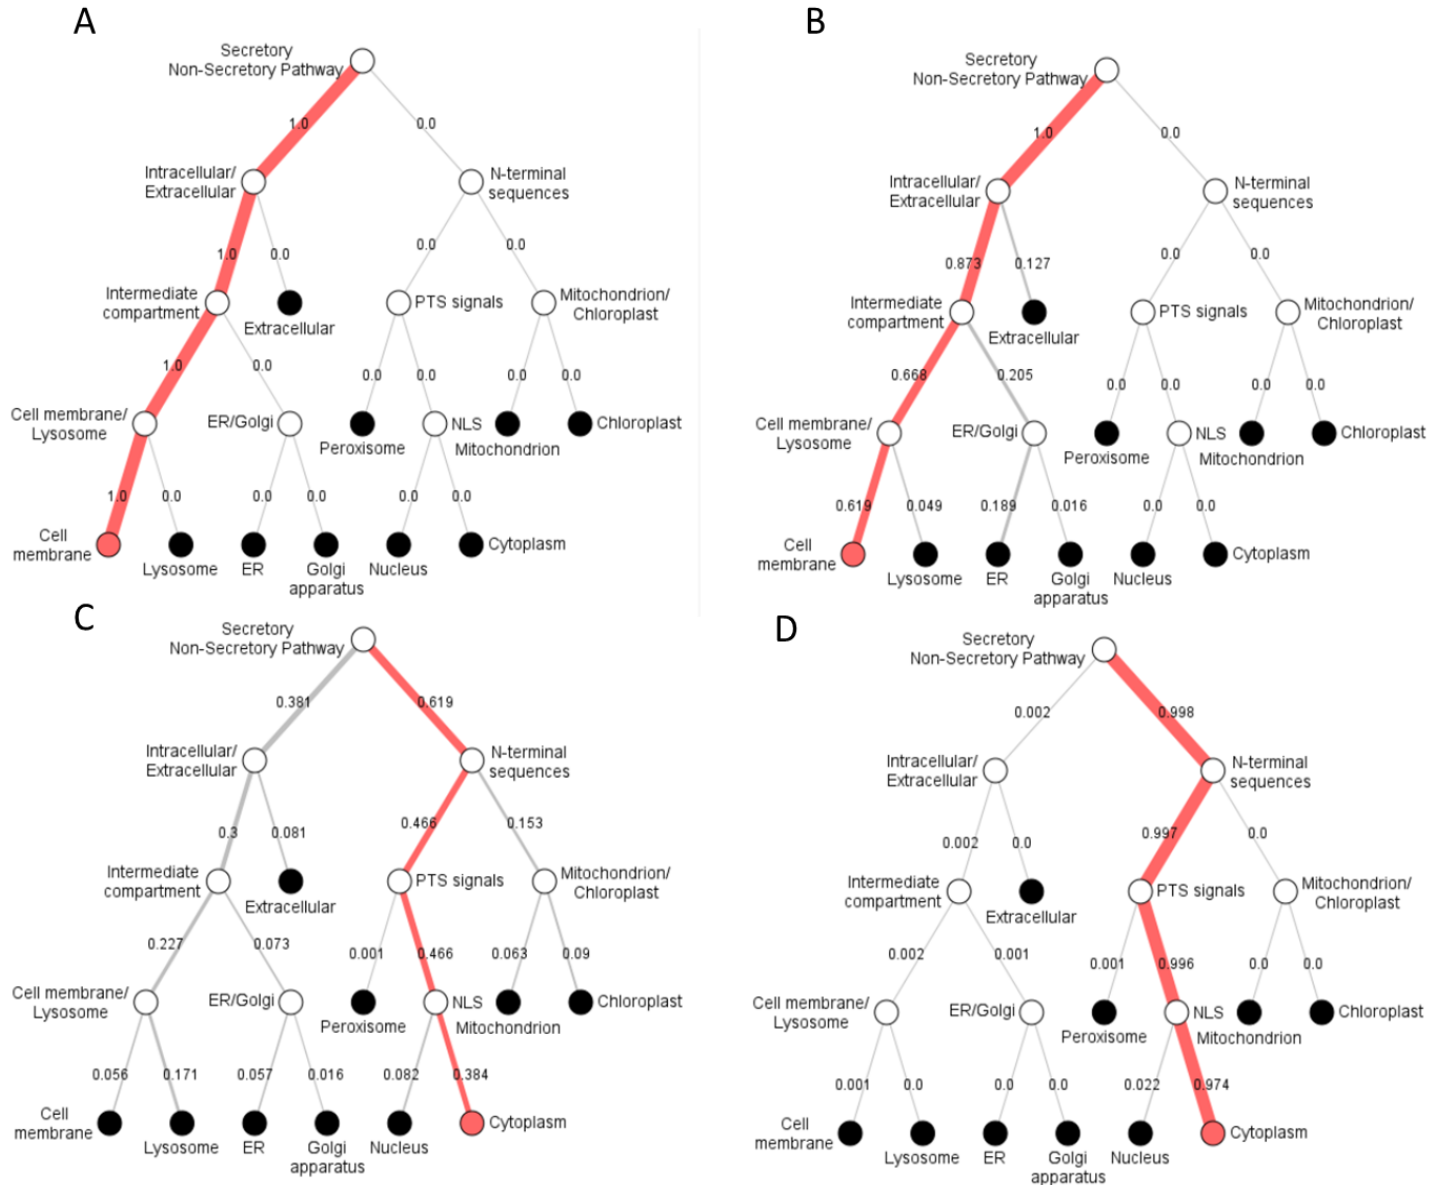 A
Secretory
Non-Secretory Pathway
1.0
0.0
Intracellular/
Extracellular
N-terminal
sequences
1.0
0.0
0.0
0.0
Intermediate
compartment
Extracellular
PTS signals
Mitochondrion/
Chloroplast
1.0
0.0
0.0
0.0
0.0
0.0
Cell membrane/
Lysosome
ER/Golgi
Peroxisome
NLS
Mitochondrion
Chloroplast
1.0
0.0
0.0
0.0
0.0
0.0
Cell
membrane
Lysosome
ER
Golgi
apparatus
Nucleus
Cytoplasm
B
Secretory
Non-Secretory Pathway
1.0
0.0
Intracellular/
Extracellular
N-terminal
sequences
0.873
0.127
0.0
0.0
Intermediate
compartment
Extracellular
PTS signals
Mitochondrion/
Chloroplast
0.668
0.205
0.0
0.0
0.0
0.0
Cell membrane/
Lysosome
ER/Golgi
Peroxisome
NLS
Mitochondrion
Chloroplast
0.619
0.049
0.189
0.016
0.0
0.0
Cell
membrane
Lysosome
ER
Golgi
apparatus
Nucleus
Cytoplasm
C
Secretory
Non-Secretory Pathway
0.381
0.619
Intracellular/
Extracellular
N-terminal
sequences
0.3
0.081
0.466
0.153
Intermediate
compartment
Extracellular
PTS signals
Mitochondrion/
Chloroplast
0.227
0.073
0.001
0.466
0.063
0.09
Cell membrane/
Lysosome
ER/Golgi
Peroxisome
NLS
Mitochondrion
Chloroplast
0.056
0.171
0.057
0.016
0.082
0.384
Cell
membrane
Lysosome
ER
Golgi
apparatus
Nucleus
Cytoplasm
D
Secretory
Non-Secretory Pathway
0.002
0.998
Intracellular/
Extracellular
N-terminal
sequences
0.002
0.0
0.997
0.0
Intermediate
compartment
Extracellular
PTS signals
Mitochondrion/
Chloroplast
0.002
0.001
0.001
0.996
0.0
0.0
Cell membrane/
Lysosome
ER/Golgi
Peroxisome
NLS
Mitochondrion
Chloroplast
0.001
0.0
0.0
0.0
0.022
0.974
Cell
membrane
Lysosome
ER
Golgi
apparatus
Nucleus
Cytoplasm